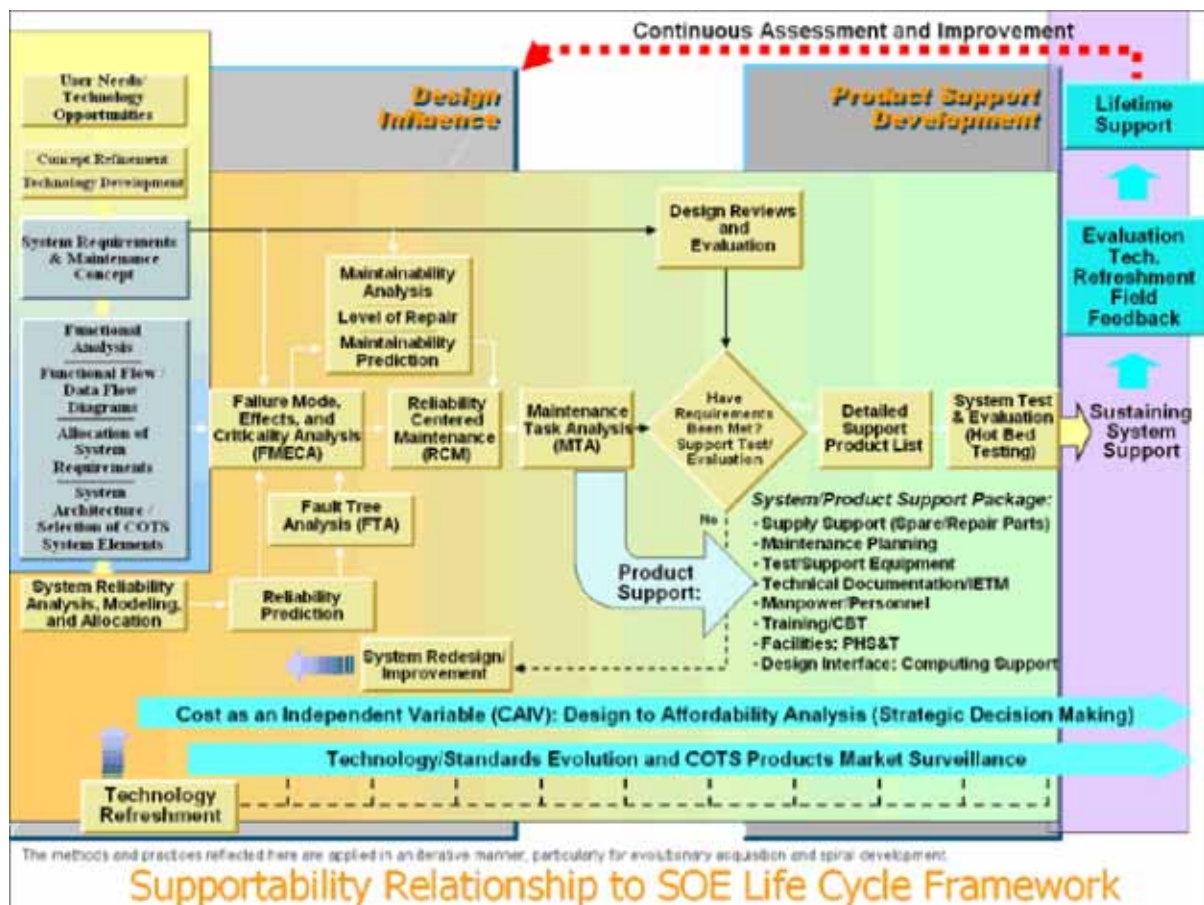 Continuous Assessment and Improvement
User Needs/
Technology
Opportunities
Design
Influence
Product Support
Development
Lifetime
Support
Concept Refinement
Technology Development
System Requirements
& Maintenance
Concept
Design Reviews
and
Evaluation
Evaluation
Tech.
Refreshment
Field
Feedback
Maintainability
Analysis
Level of Repair
Maintainability
Prediction
Functional
Analysis
Functional Flow /
Data Flow
Diagrams
Allocation of
System
Requirements
System
Architecture /
Selection of COTS
System Elements
Failure Mode,
Effects, and
Criticality Analysis
(FMECA)
Reliability
Centered
Maintenance
(RCM)
Maintenance
Task Analysis
(MTA)
Have
Requirements
Been Met?
Support Test/
Evaluation
Detailed
Support
Product List
System Test
& Evaluation
(Hot Bed
Testing)
Sustaining
System
Support
Fault Tree
Analysis (FTA)
No
System/Product Support Package:
• Supply Support (Spare/Repair Parts)
• Maintenance Planning
• Test/Support Equipment
• Technical Documentation/IETM
• Manpower/Personnel
• Training/CBT
• Facilities; PHS&T
• Design Interface; Computing Support
Product
Support:
System Reliability
Analysis, Modeling,
and Allocation
Reliability
Prediction
System Redesign/
Improvement
Cost as an Independent Variable (CAIV): Design to Affordability Analysis (Strategic Decision Making)
Technology/Standards Evolution and COTS Products Market Surveillance
Technology
Refreshment
The methods and practices reflected here are applied in an iterative manner, particularly for evolutionary acquisition and spiral development.
Supportability Relationship to SOE Life Cycle Framework